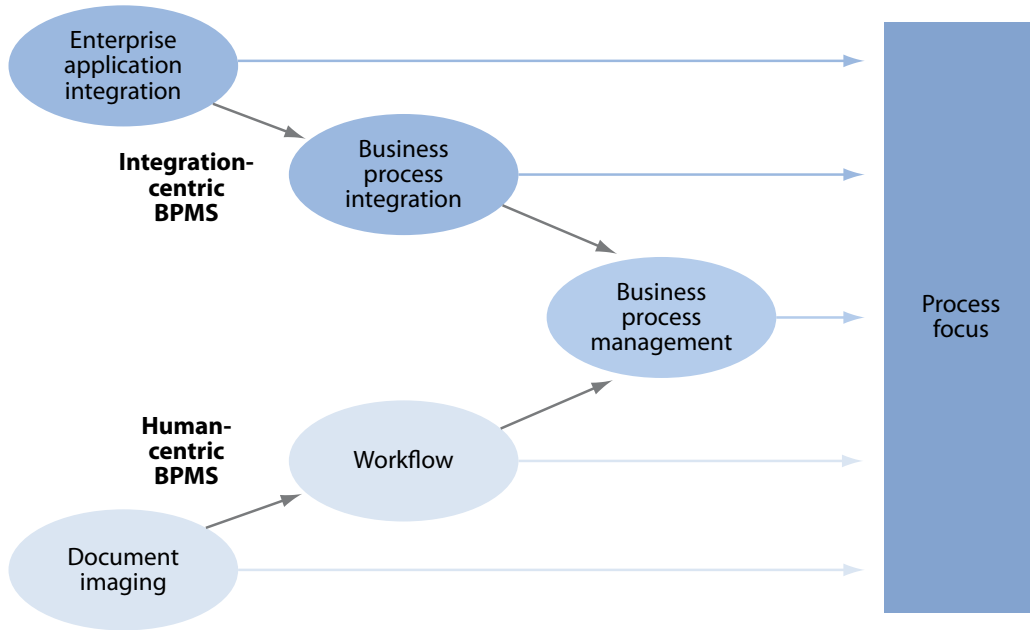 Enterprise
application
integration
Integration-
centric
BPMS
Business
process
integration
Business
process
management
Process
focus
Human-
centric
BPMS
Workflow
Document
imaging